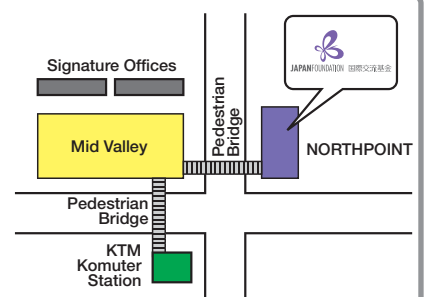 JAPANFOUNDATION 国際交流基金
Signature Offices
Mid Valley
Pedestrian
Bridge
NORTHPOINT
Pedestrian
Bridge
KTM
Komuter
Station